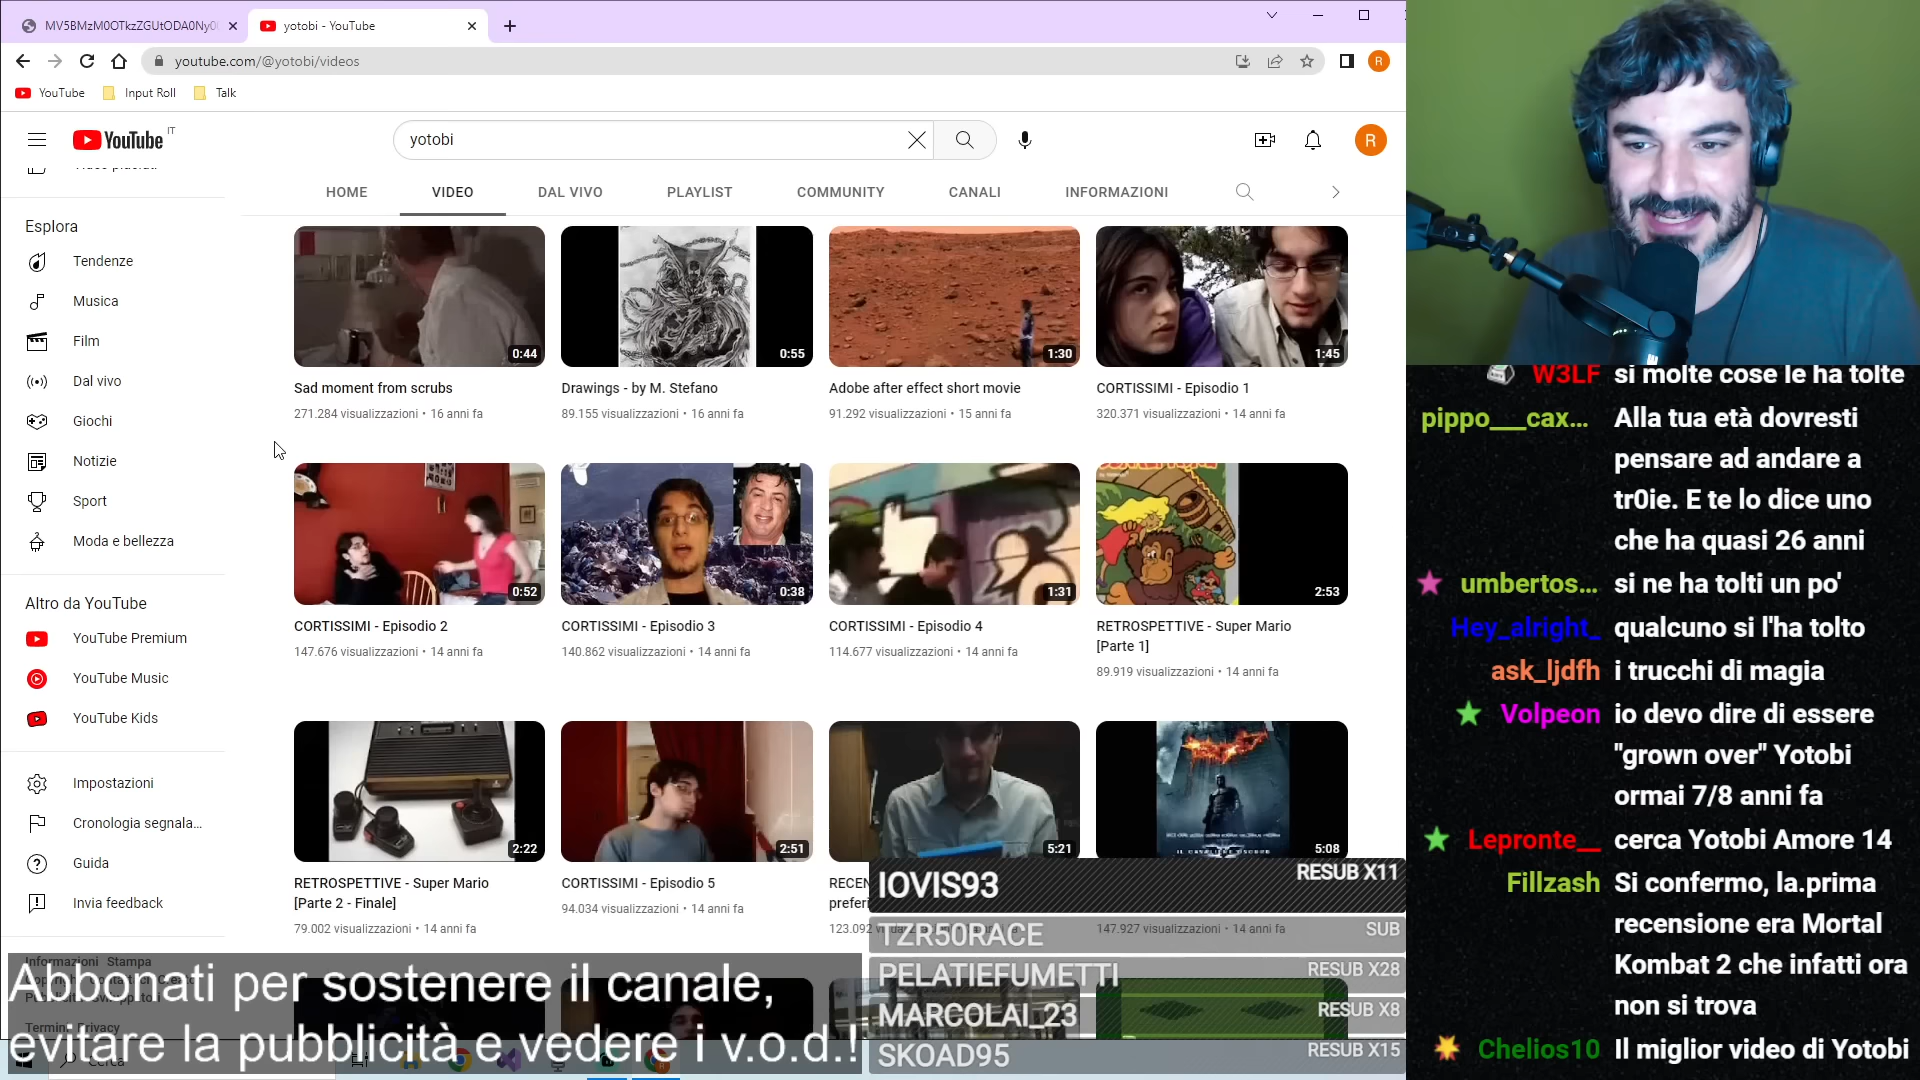 MV5BMzM0OTkzZGUtODA0Ny0
yotobi - YouTube
youtube.com/@yotobi/videos
R
YouTube
Input Roll
Talk
YouTube IT
yotobi
R
HOME
VIDEO
DAL VIVO
PLAYLIST
COMMUNITY
CANALI
INFORMAZIONI
Esplora
Tendenze
Musica
Film
Dal vivo
Giochi
Notizie
Sport
Moda e bellezza
Altro da YouTube
YouTube Premium
YouTube Music
YouTube Kids
Impostazioni
Cronologia segnala...
Guida
Invia feedback
Informazioni Stampa
Termini Privacy
0:44
Sad moment from scrubs
271.284 visualizzazioni • 16 anni fa
0:55
Drawings - by M. Stefano
89.155 visualizzazioni • 16 anni fa
1:30
Adobe after effect short movie
91.292 visualizzazioni • 15 anni fa
1:45
CORTISSIMI - Episodio 1
320.371 visualizzazioni • 14 anni fa
0:52
CORTISSIMI - Episodio 2
147.676 visualizzazioni • 14 anni fa
0:38
CORTISSIMI - Episodio 3
140.862 visualizzazioni • 14 anni fa
1:31
CORTISSIMI - Episodio 4
114.677 visualizzazioni • 14 anni fa
2:53
RETROSPETTIVE - Super Mario
[Parte 1]
89.919 visualizzazioni • 14 anni fa
2:22
RETROSPETTIVE - Super Mario
[Parte 2 - Finale]
79.002 visualizzazioni • 14 anni fa
2:51
CORTISSIMI - Episodio 5
94.034 visualizzazioni • 14 anni fa
5:21
RECEN
preferi
123.092
IL CAVALIERE OSCURO
5:08
147.927 visualizzazioni • 14 anni fa
IOVIS93 RESUB X11
TZR50RACE SUB
PELATIEFUMETTI RESUB X28
MARCOLAI_23 RESUB X8
SKOAD95 RESUB X15
Abbonati per sostenere il canale,
evitare la pubblicità e vedere i v.o.d.!
Cerca
W3LF si molte cose le ha tolte
pippo___cax... Alla tua età dovresti
pensare ad andare a
tr0ie. E te lo dice uno
che ha quasi 26 anni
umbertos... si ne ha tolti un po'
Hey_alright_ qualcuno si l'ha tolto
ask_ljdfh i trucchi di magia
Volpeon io devo dire di essere
"grown over" Yotobi
ormai 7/8 anni fa
Lepronte__ cerca Yotobi Amore 14
Fillzash Si confermo, la.prima
recensione era Mortal
Kombat 2 che infatti ora
non si trova
Chelios10 Il miglior video di Yotobi